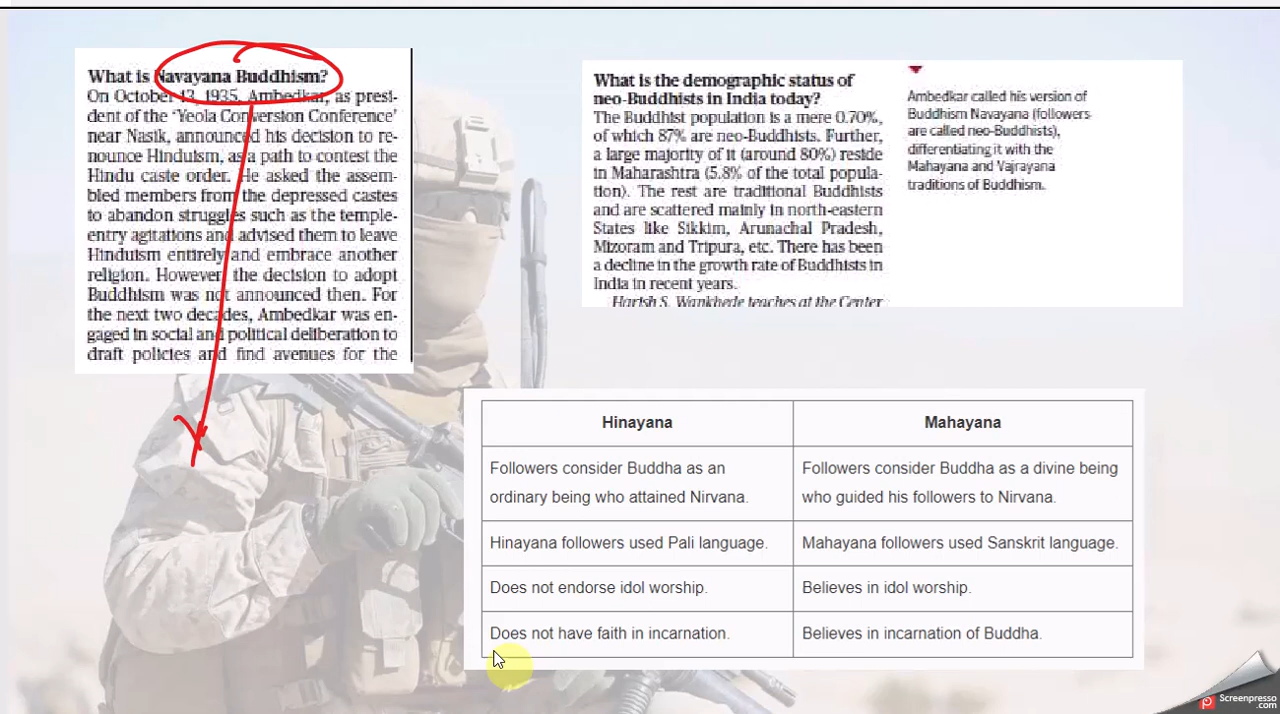 What is Navayana Buddhism?
On October 13, 1935, Ambedkar, as presi-
dent of the ‘Yeola Conversion Conference’
near Nasik, announced his decision to re-
nounce Hinduism, as a path to contest the
Hindu caste order. He asked the assem-
bled members from the depressed castes
to abandon struggles such as the temple-
entry agitations and advised them to leave
Hinduism entirely and embrace another
religion. However, the decision to adopt
Buddhism was not announced then. For
the next two decades, Ambedkar was en-
gaged in social and political deliberation to
draft policies and find avenues for the
What is the demographic status of
neo-Buddhists in India today?
The Buddhist population is a mere 0.70%,
of which 87% are neo-Buddhists. Further,
a large majority of it (around 80%) reside
in Maharashtra (5.8% of the total popula-
tion). The rest are traditional Buddhists
and are scattered mainly in north-eastern
States like Sikkim, Arunachal Pradesh,
Mizoram and Tripura, etc. There has been
a decline in the growth rate of Buddhists in
India in recent years.
Harish S. Wankhede teaches at the Center
Ambedkar called his version of
Buddhism Navayana (followers
are called neo-Buddhists),
differentiating it with the
Mahayana and Vajrayana
traditions of Buddhism.
Hinayana Mahayana
Followers consider Buddha as an
ordinary being who attained Nirvana.
Followers consider Buddha as a divine being
who guided his followers to Nirvana.
Hinayana followers used Pali language.
Mahayana followers used Sanskrit language.
Does not endorse idol worship.
Believes in idol worship.
Does not have faith in incarnation.
Believes in incarnation of Buddha.
Screenpresso
.com